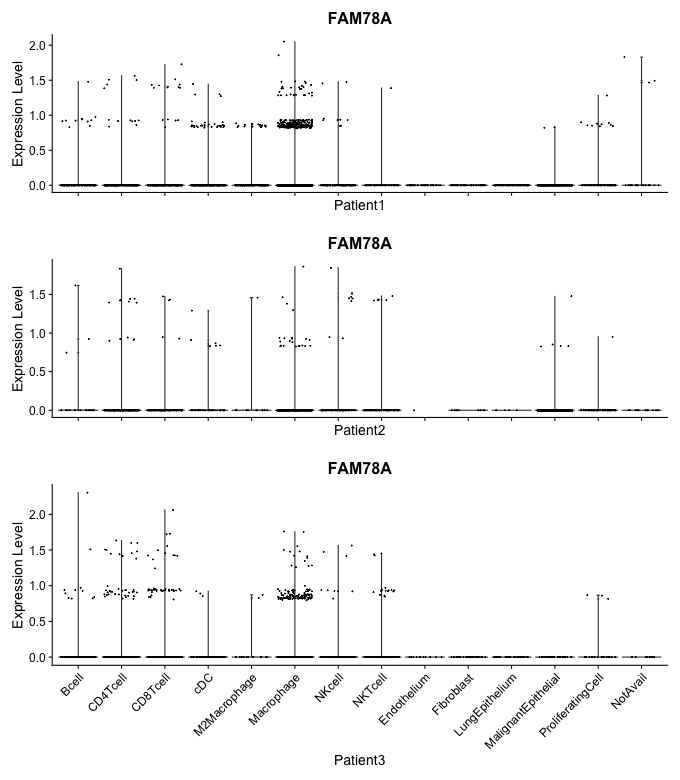 FAM78A
Expression Level
2.0
1.5
1.0
0.5
0.0
Patient1
FAM78A
Expression Level
1.5
1.0
0.5
0.0
Patient2
FAM78A
Expression Level
2.0
1.5
1.0
0.5
0.0
Bcell
CD4Tcell
CD8Tcell
cDC
M2Macrophage
Macrophage
NKcell
NKTcell
Endothelium
Fibroblast
LungEpithelium
MalignantEpithelial
ProliferatingCell
NotAvail
Patient3